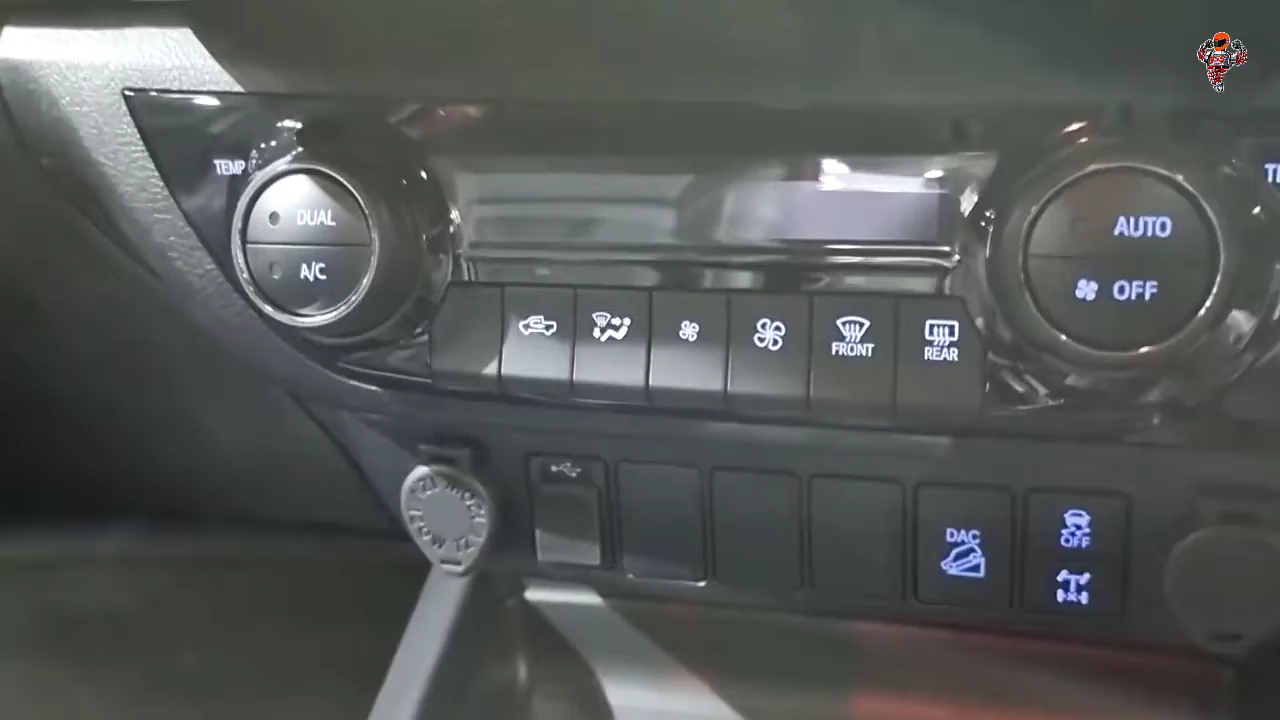 TEMP
DUAL
A/C
AUTO
OFF
FRONT
REAR
DAC
OFF